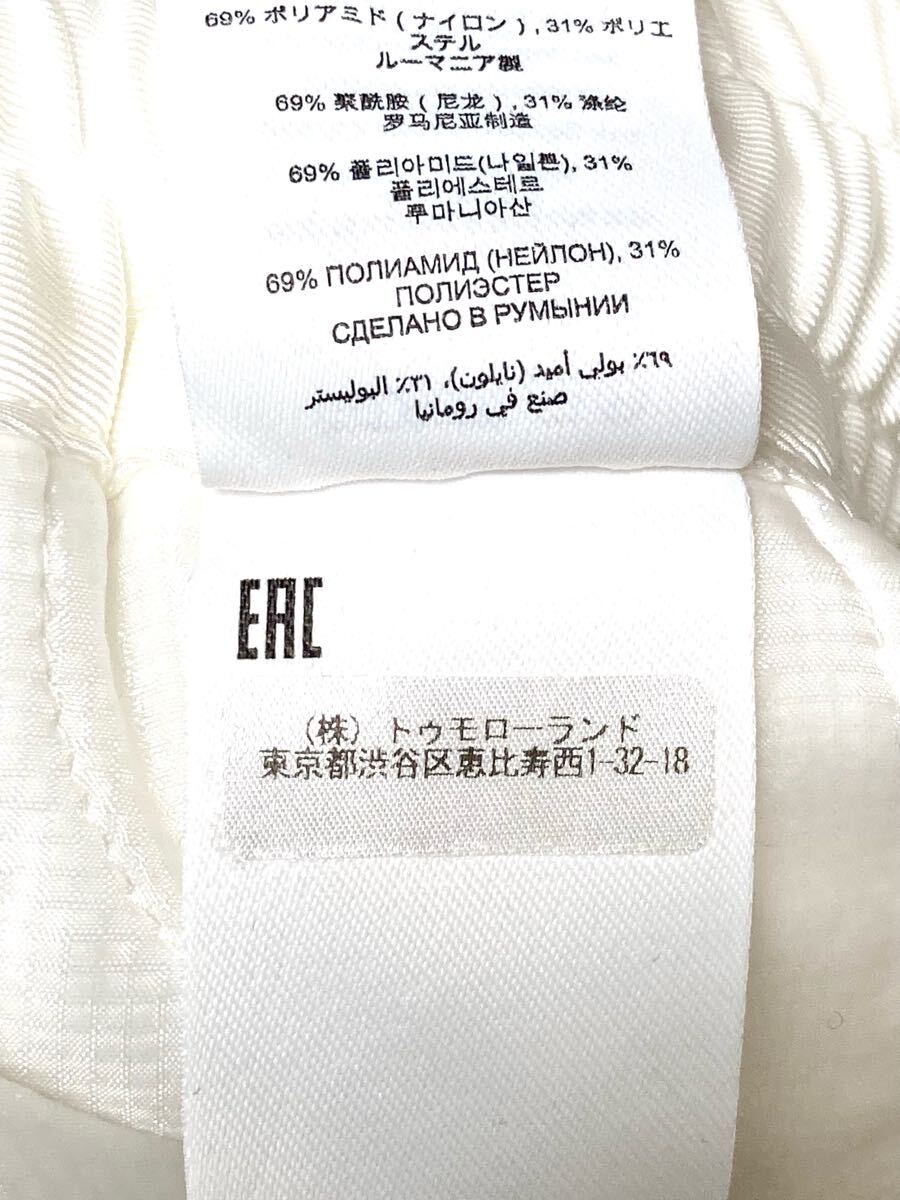 69% ポリアミド ( ナイロン ) , 31% ポリエ
ステル
ルーマニア製
69% 聚酰胺 ( 尼龙 ) , 31% 涤纶
罗马尼亚制造
69% 폴리아미드(나일론), 31%
폴리에스테르
루마니아산
69% ПОЛИАМИД (НЕЙЛОН), 31%
ПОЛИЭСТЕР
СДЕЛАНО В РУМЫНИИ
٦٩٪ بولي أميد (نايلون)، ٣١٪ البوليستر
صنع في رومانيا
EAC
(株) トゥモローランド
東京都渋谷区恵比寿西1-32-18